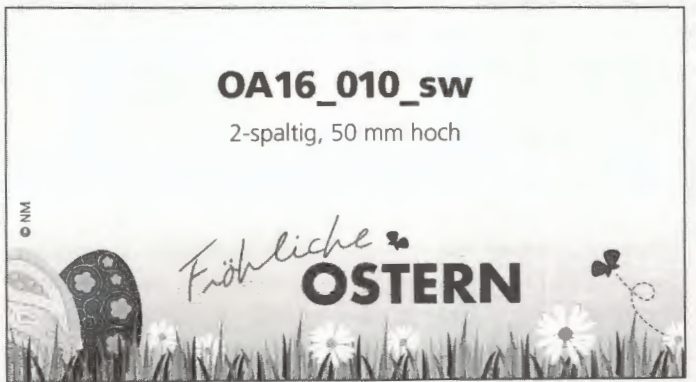 OA16_010_sw
2-spaltig, 50 mm hoch
© NM
Fröhliche
OSTERN